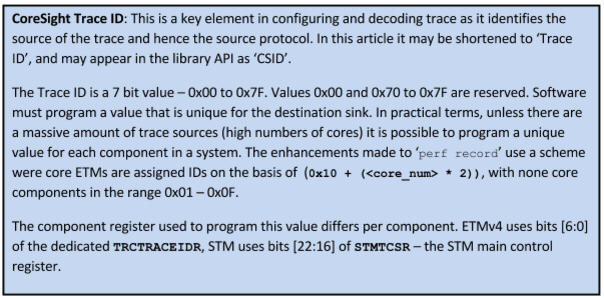 CoreSight Trace ID: This is a key element in configuring and decoding trace as it identifies the
source of the trace and hence the source protocol. In this article it may be shortened to ‘Trace
ID’, and may appear in the library API as ‘CSID’.
The Trace ID is a 7 bit value – 0x00 to 0x7F. Values 0x00 and 0x70 to 0x7F are reserved. Software
must program a value that is unique for the destination sink. In practical terms, unless there are
a massive amount of trace sources (high numbers of cores) it is possible to program a unique
value for each component in a system. The enhancements made to ‘perf record’ use a scheme
were core ETMs are assigned IDs on the basis of (0x10 + (<core_num> * 2)), with none core
components in the range 0x01 – 0x0F.
The component register used to program this value differs per component. ETMv4 uses bits [6:0]
of the dedicated TRCTRACEIDR, STM uses bits [22:16] of STMTCSR – the STM main control
register.